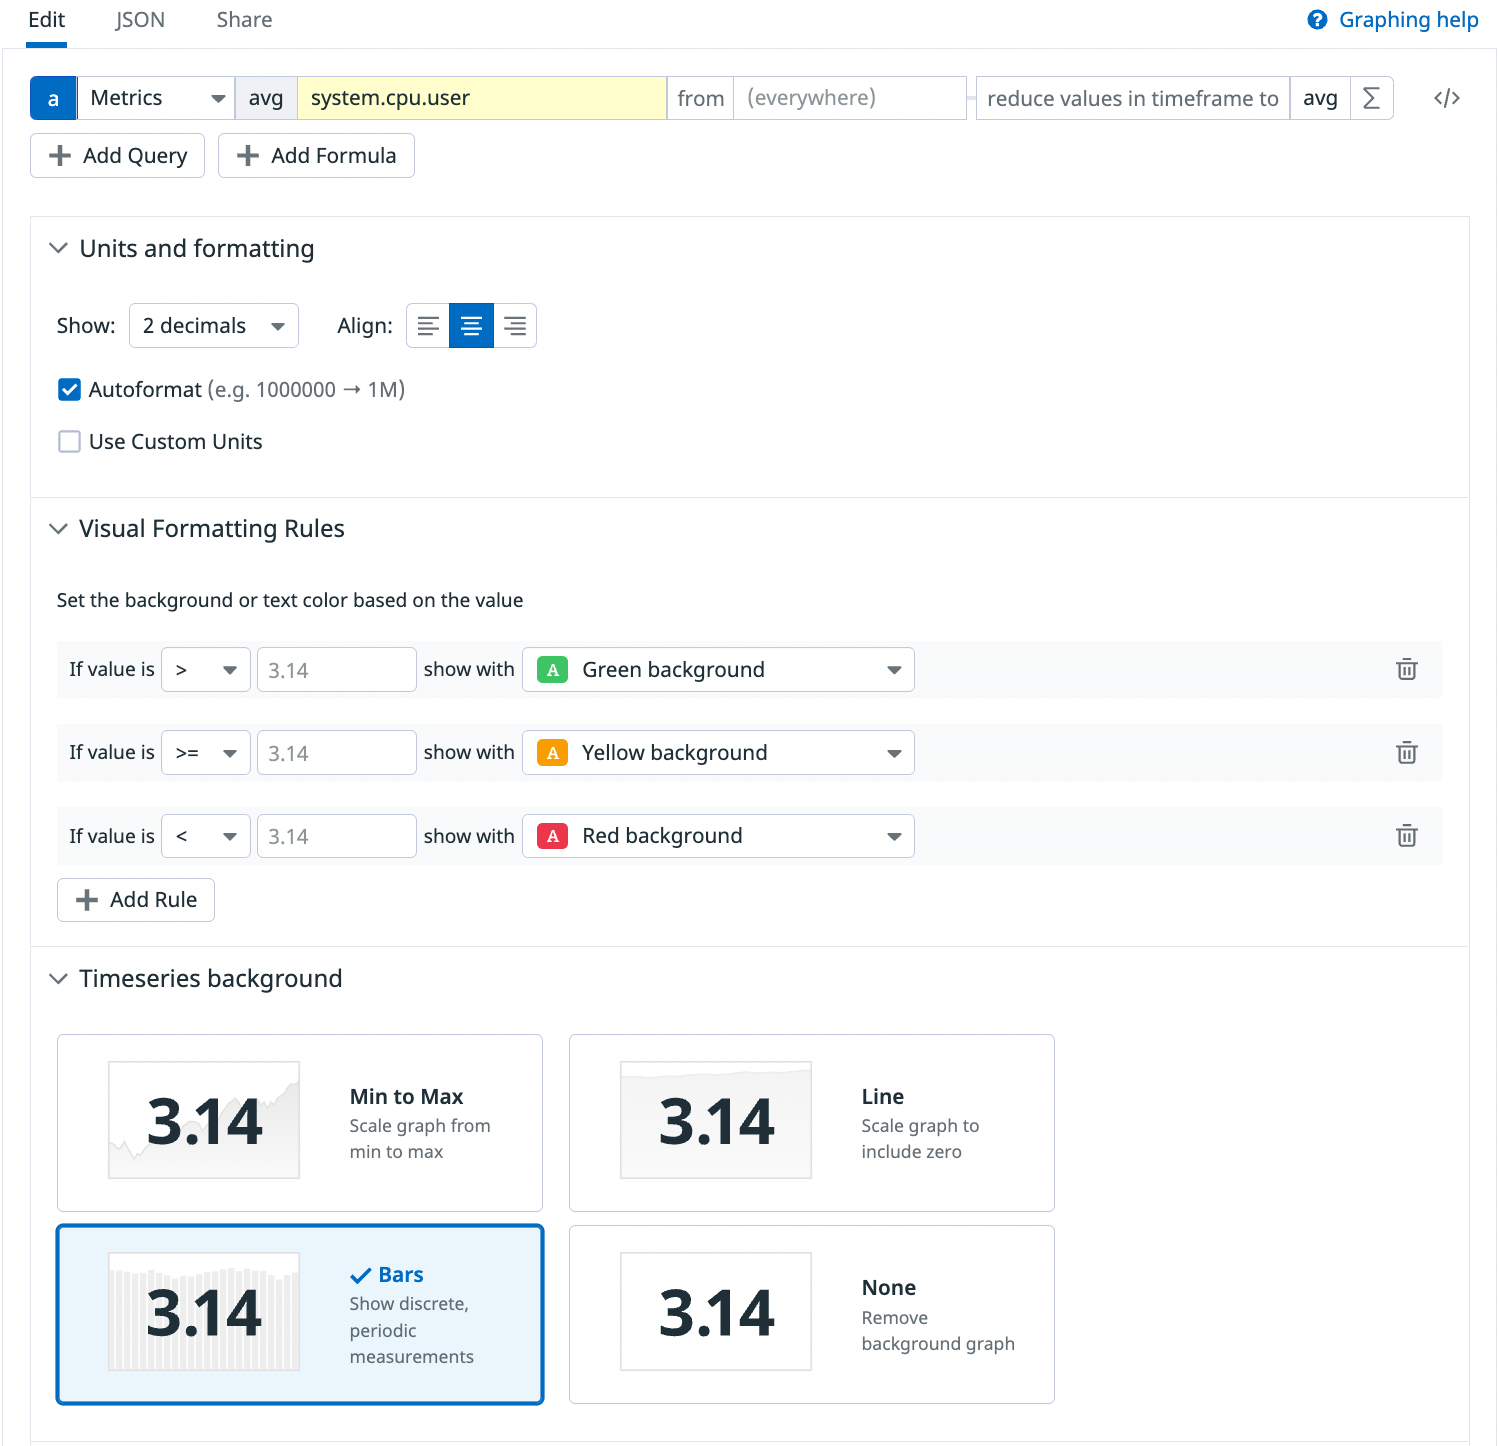 Edit JSON Share Graphing help
a Metrics avg system.cpu.user from (everywhere) reduce values in timeframe to avg Σ </>
Add Query Add Formula
Units and formatting
Show: 2 decimals Align:
Autoformat (e.g. 1000000 → 1M)
Use Custom Units
Visual Formatting Rules
Set the background or text color based on the value
If value is > 3.14 show with A Green background
If value is >= 3.14 show with A Yellow background
If value is < 3.14 show with A Red background
Add Rule
Timeseries background
3.14
Min to Max
Scale graph from
min to max
3.14
Line
Scale graph to
include zero
3.14
Bars
Show discrete,
periodic
measurements
3.14
None
Remove
background graph